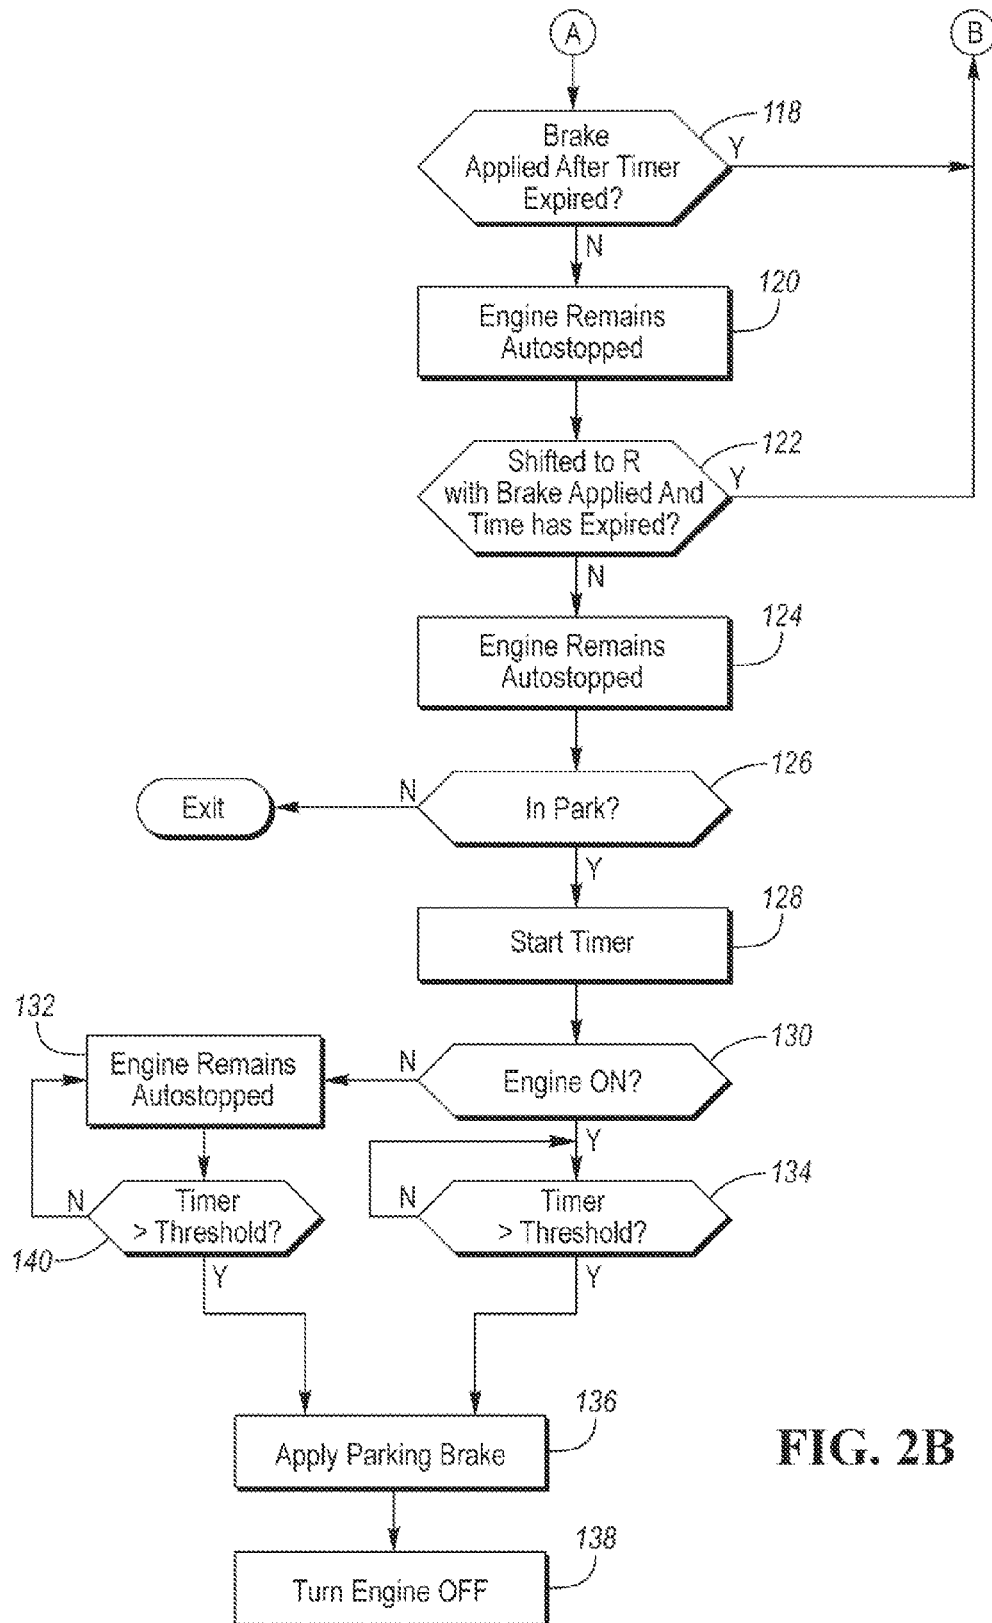 A
B
118
Brake
Applied After Timer
Expired?
Y
N
120
Engine Remains
Autostopped
122
Shifted to R
with Brake Applied And
Time has Expired?
Y
N
124
Engine Remains
Autostopped
126
In Park?
N
Exit
Y
128
Start Timer
132
Engine Remains
Autostopped
N
130
Engine ON?
Y
134
N
Timer
> Threshold?
140
Y
N
Timer
> Threshold?
Y
136
Apply Parking Brake
FIG. 2B
138
Turn Engine OFF